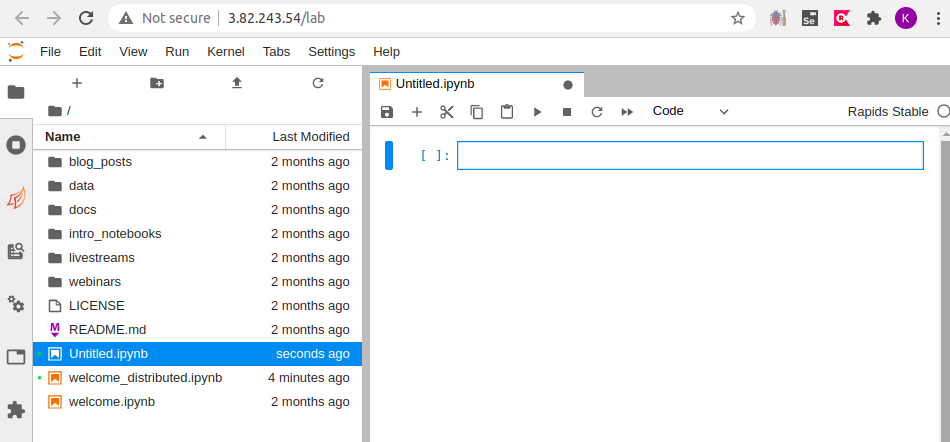 Not secure | 3.82.243.54/lab
Se
K
File Edit View Run Kernel Tabs Settings Help
Untitled.ipynb
/
Code Rapids Stable
Name Last Modified
[ ]:
blog_posts 2 months ago
data 2 months ago
docs 2 months ago
intro_notebooks 2 months ago
livestreams 2 months ago
webinars 2 months ago
LICENSE 2 months ago
M README.md 2 months ago
Untitled.ipynb seconds ago
welcome_distributed.ipynb 4 minutes ago
welcome.ipynb 2 months ago